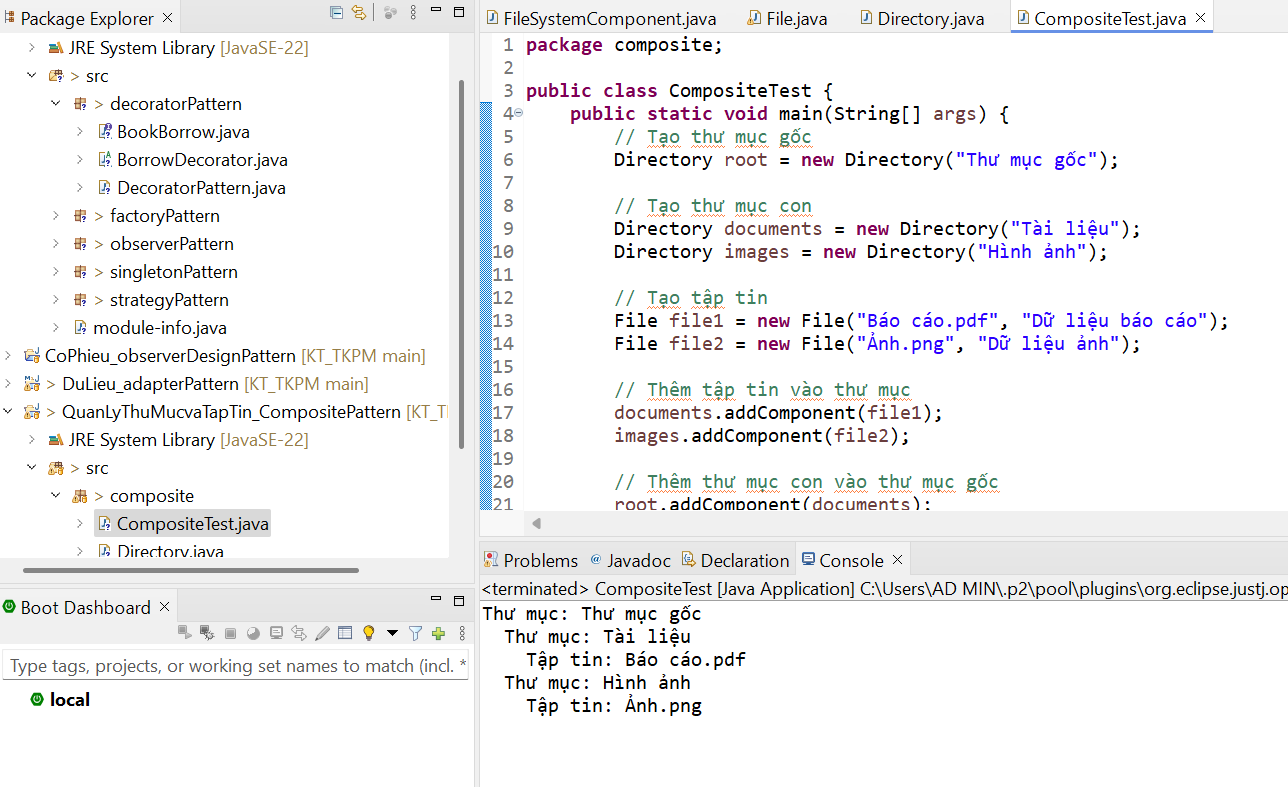 Package Explorer
JRE System Library [JavaSE-22]
> src
> decoratorPattern
BookBorrow.java
BorrowDecorator.java
DecoratorPattern.java
> factoryPattern
> observerPattern
> singletonPattern
> strategyPattern
module-info.java
CoPhieu_observerDesignPattern [KT_TKPM main]
> DuLieu_adapterPattern [KT_TKPM main]
> QuanLyThuMucvaTapTin_CompositePattern [KT_T
JRE System Library [JavaSE-22]
> src
> composite
CompositeTest.java
Directory.java
Boot Dashboard
Type tags, projects, or working set names to match (incl. *
local
FileSystemComponent.java File.java Directory.java CompositeTest.java
1 package composite;
2
3 public class CompositeTest {
4 public static void main(String[] args) {
5 // Tạo thư mục gốc
6 Directory root = new Directory("Thư mục gốc");
7
8 // Tạo thư mục con
9 Directory documents = new Directory("Tài liệu");
10 Directory images = new Directory("Hình ảnh");
11
12 // Tạo tập tin
13 File file1 = new File("Báo cáo.pdf", "Dữ liệu báo cáo");
14 File file2 = new File("Ảnh.png", "Dữ liệu ảnh");
15
16 // Thêm tập tin vào thư mục
17 documents.addComponent(file1);
18 images.addComponent(file2);
19
20 // Thêm thư mục con vào thư mục gốc
21 root.addComponent(documents);
Problems @ Javadoc Declaration Console
<terminated> CompositeTest [Java Application] C:\Users\AD MIN\.p2\pool\plugins\org.eclipse.justj.op
Thư mục: Thư mục gốc
Thư mục: Tài liệu
Tập tin: Báo cáo.pdf
Thư mục: Hình ảnh
Tập tin: Ảnh.png